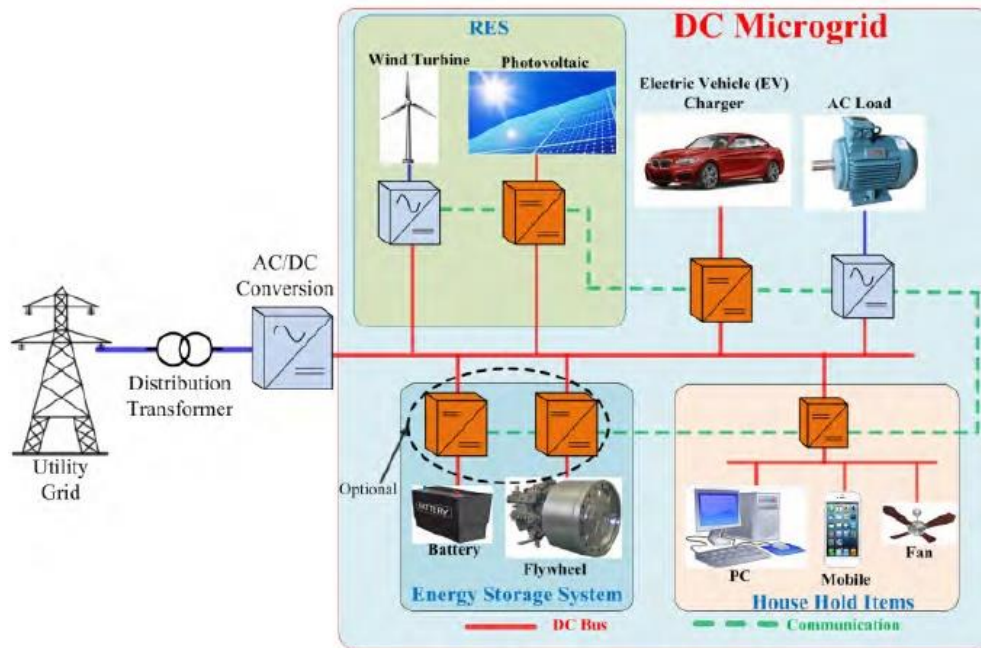 DC Microgrid
RES
Wind Turbine
Photovoltaic
Electric Vehicle (EV)
Charger
AC Load
AC/DC
Conversion
Distribution
Transformer
Utility
Grid
Optional
BATTERY
Battery
Flywheel
Energy Storage System
PC
Mobile
Fan
House Hold Items
DC Bus
Communication